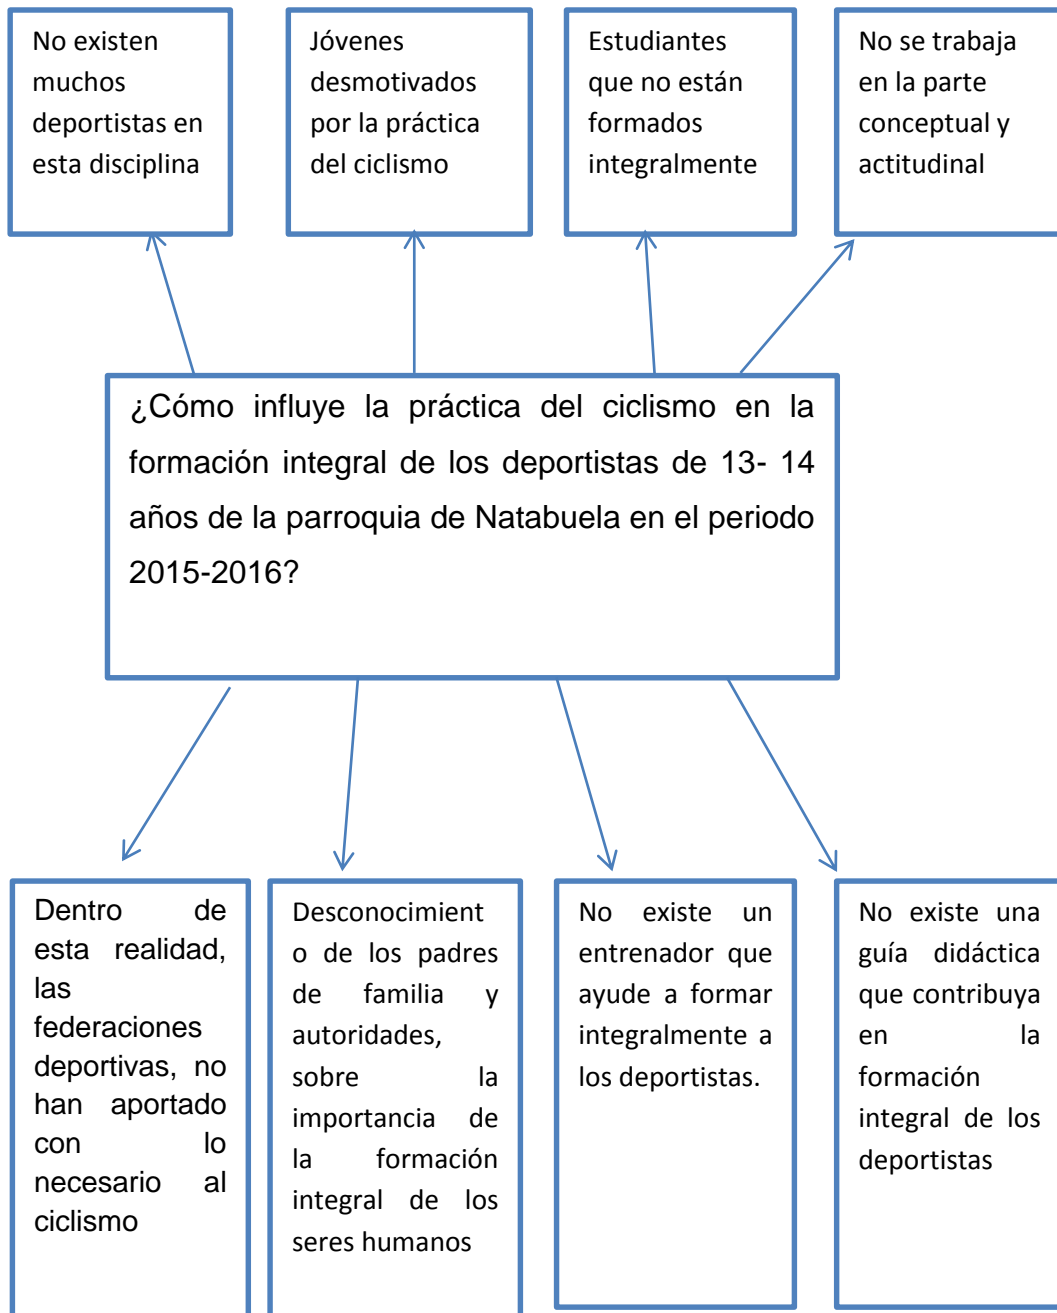 No existen
muchos
deportistas en
esta disciplina
Jóvenes
desmotivados
por la práctica
del ciclismo
Estudiantes
que no están
formados
integralmente
No se trabaja
en la parte
conceptual y
actitudinal
¿Cómo influye la práctica del ciclismo en la
formación integral de los deportistas de 13- 14
años de la parroquia de Natabuela en el periodo
2015-2016?
Dentro de
esta realidad,
las
federaciones
deportivas, no
han aportado
con lo
necesario al
ciclismo
Desconocimient
o de los padres
de familia y
autoridades,
sobre la
importancia de
la formación
integral de los
seres humanos
No existe un
entrenador que
ayude a formar
integralmente a
los deportistas.
No existe una
guía didáctica
que contribuya
en la
formación
integral de los
deportistas